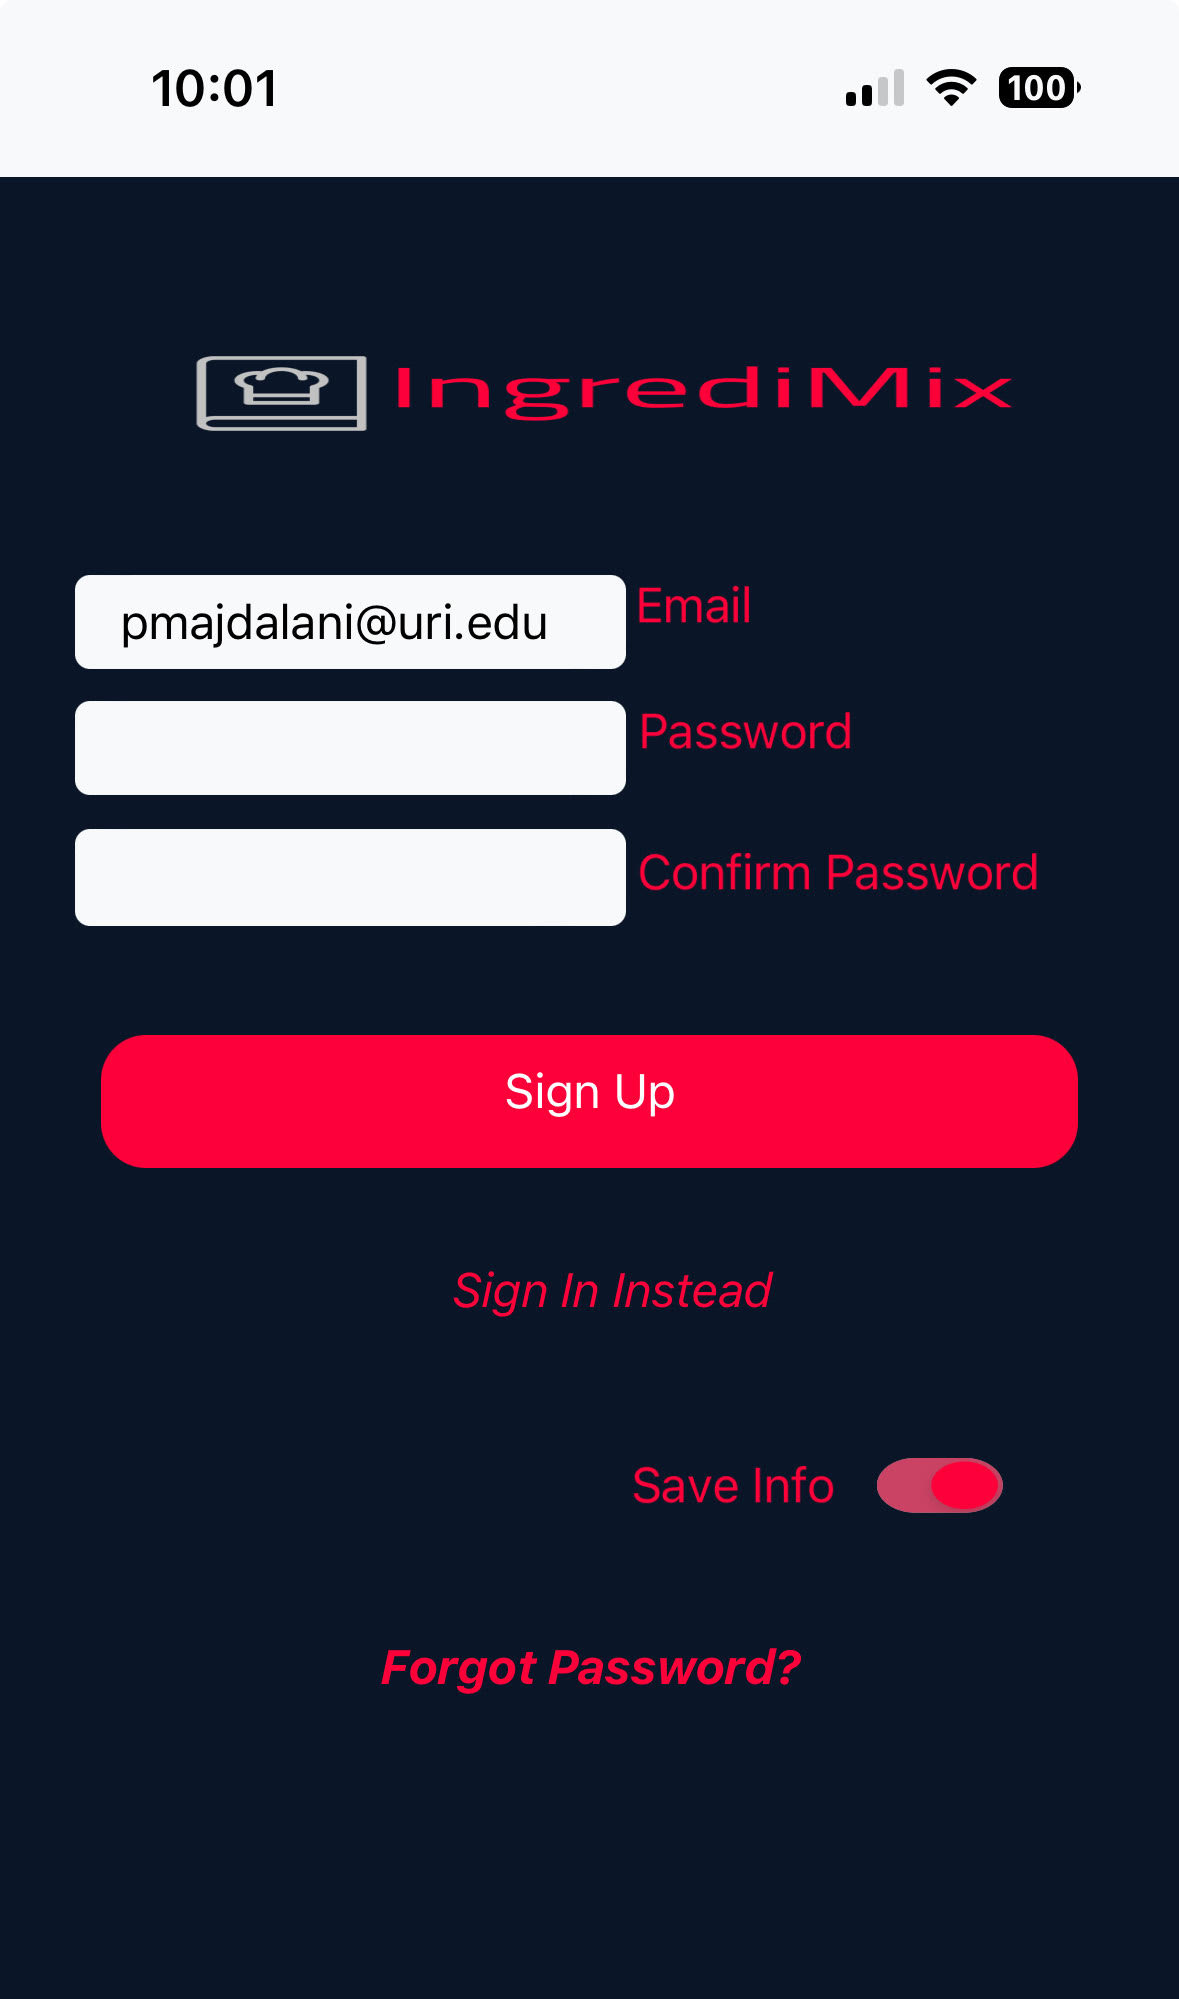 10:01
100
IngrediMix
pmajdalani@uri.edu Email
Password
Confirm Password
Sign Up
Sign In Instead
Save Info
Forgot Password?